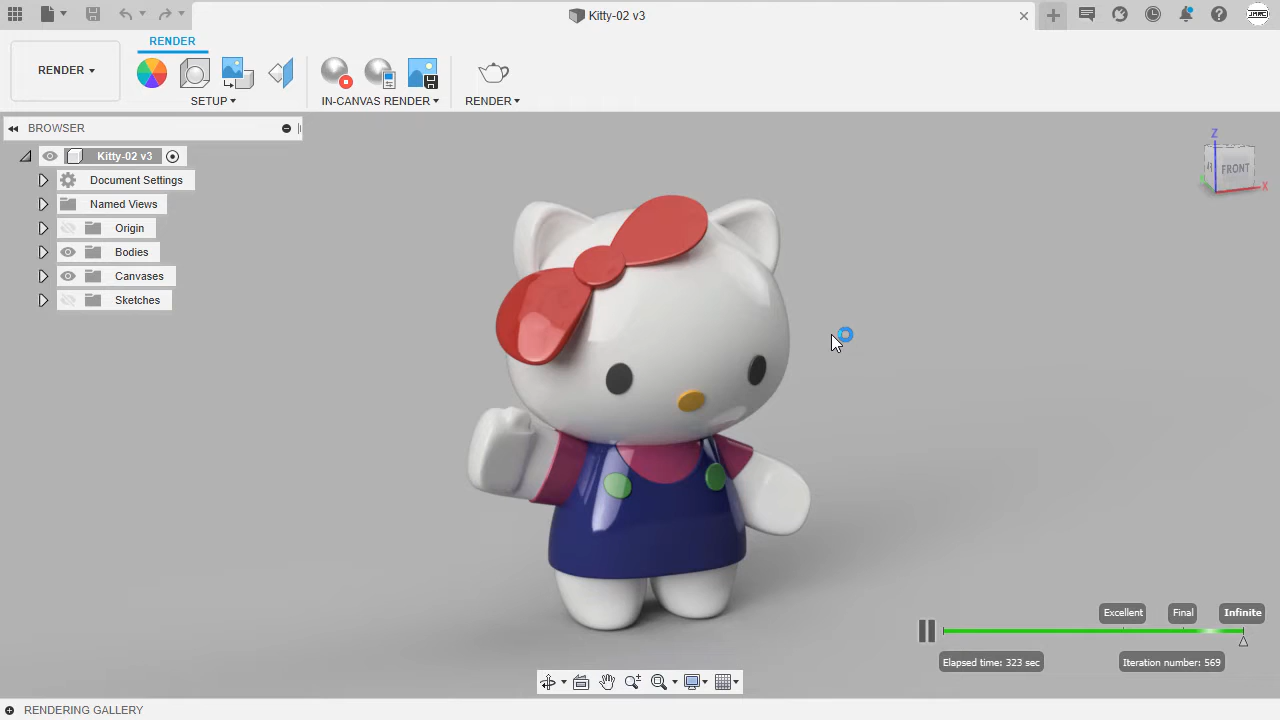 Kitty-02 v3
JMRC
RENDER
RENDER
SETUP
IN-CANVAS RENDER
RENDER
BROWSER
Kitty-02 v3
Document Settings
Named Views
Origin
Bodies
Canvases
Sketches
Z
FRONT
X
Excellent
Final
Infinite
Elapsed time: 323 sec
Iteration number: 569
RENDERING GALLERY